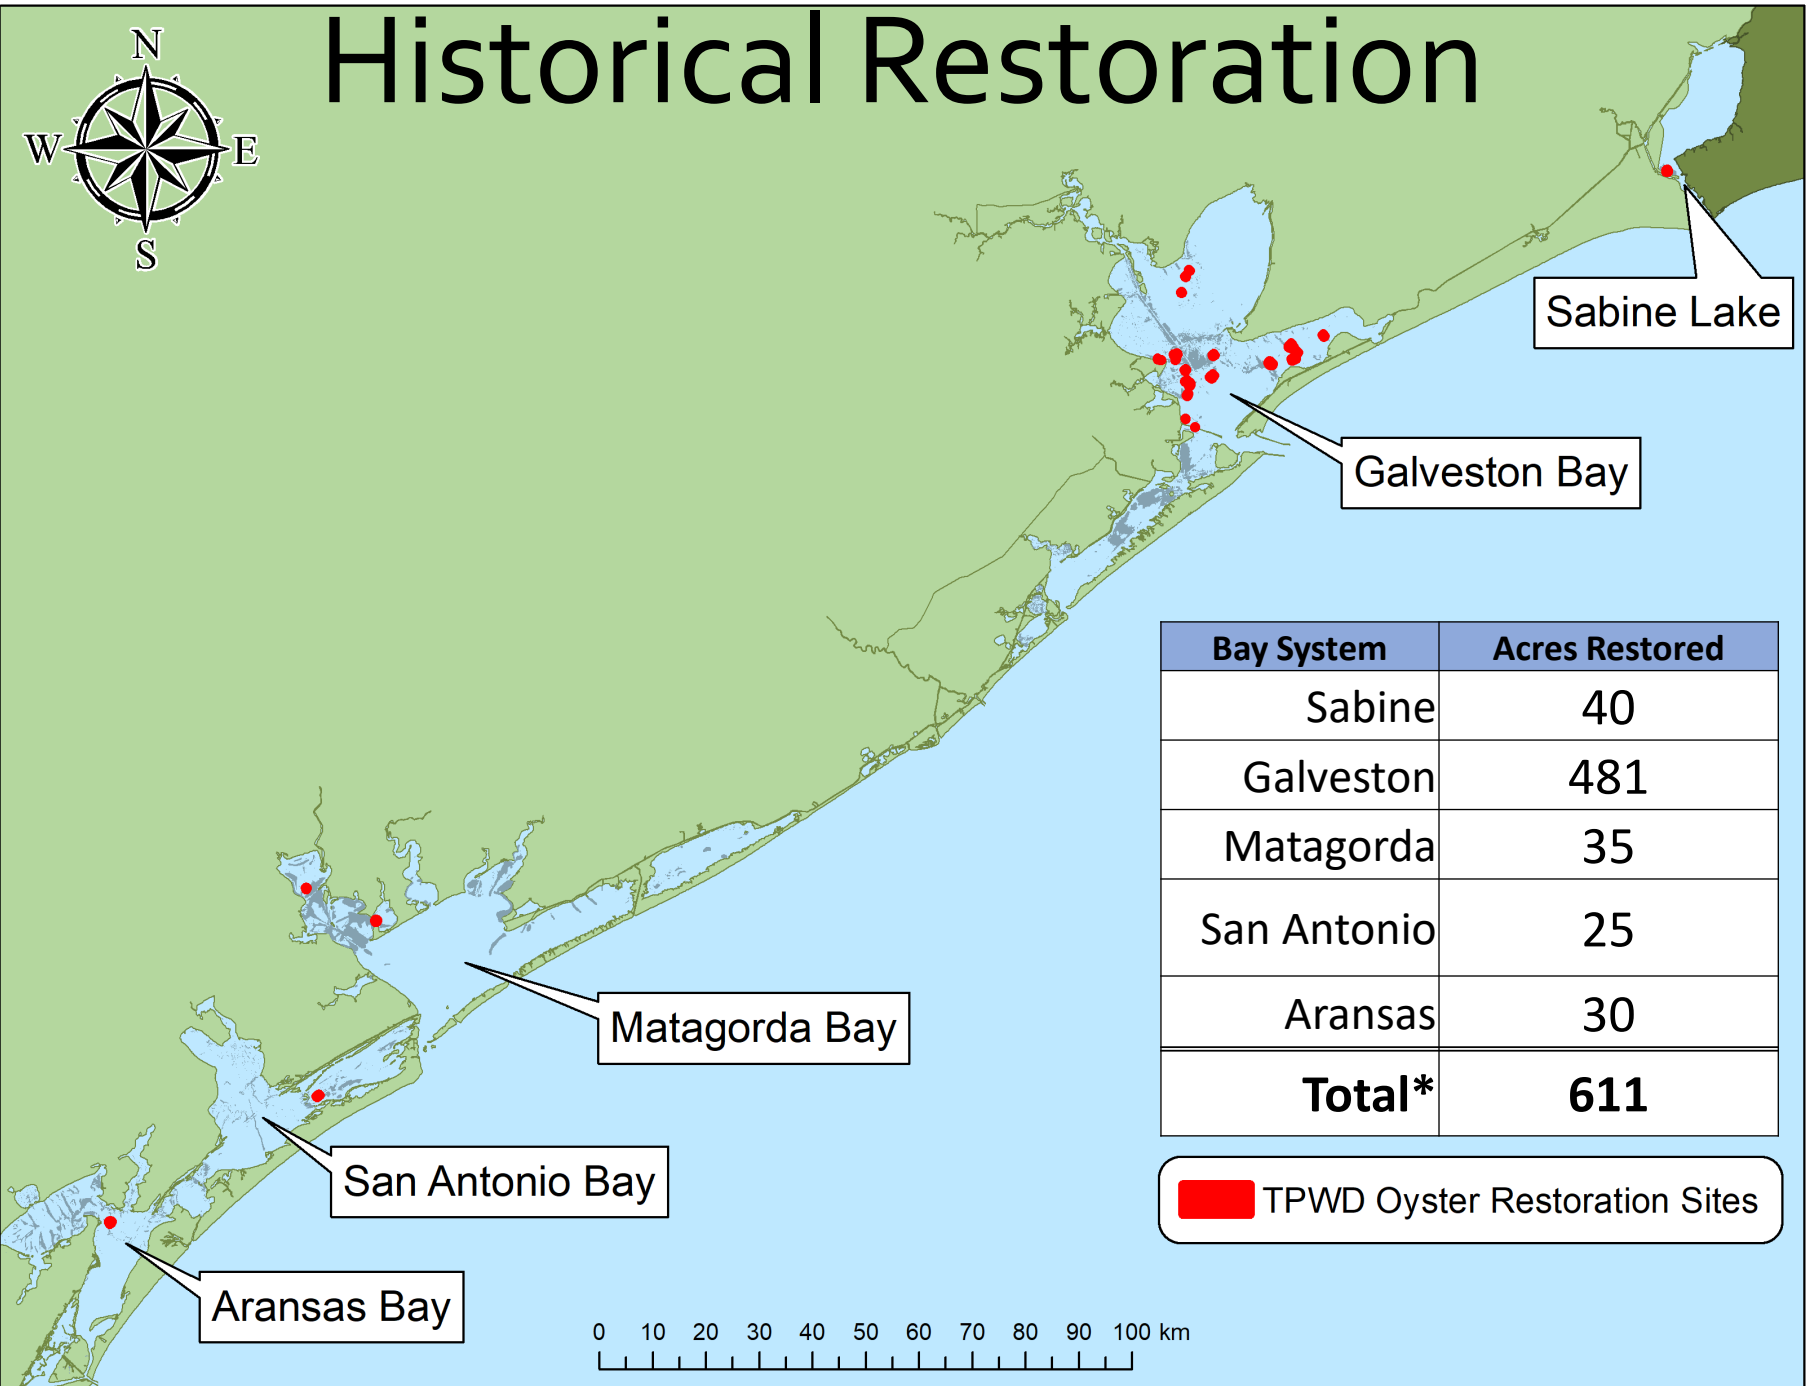 Historical Restoration
N
W
E
S
Sabine Lake
Galveston Bay
Bay System Acres Restored
Sabine 40
Galveston 481
Matagorda 35
San Antonio 25
Aransas 30
Total* 611
Matagorda Bay
San Antonio Bay
TPWD Oyster Restoration Sites
Aransas Bay
0 10 20 30 40 50 60 70 80 90 100 km